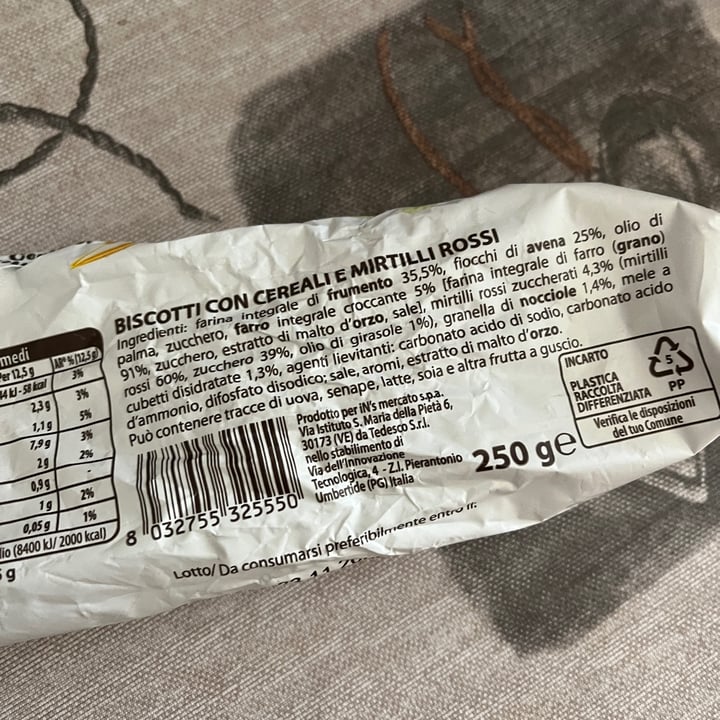 BISCOTTI CON CEREALI E MIRTILLI ROSSI
Ingredienti: farina integrale di frumento 35,5%, fiocchi di avena 25%, olio di
palma, zucchero, farro integrale croccante 5% [farina integrale di farro (grano)
91%, zucchero, estratto di malto d'orzo, sale], mirtilli rossi zuccherati 4,3% (mirtilli
rossi 60%, zucchero 39%, olio di girasole 1%), granella di nocciole 1,4%, mele a
cubetti disidratate 1,3%, agenti lievitanti: carbonato acido di sodio, carbonato acido
d'ammonio, difosfato disodico; sale, aromi, estratto di malto d'orzo.
Può contenere tracce di uova, senape, latte, soia e altra frutta a guscio.
medi
Per 12,5 g AR* % (12,5 g)
44 kJ - 58 kcal 3%
2,3 g 3%
1,1 g 5%
7,9 g 3%
2 g 2%
0,9 g -
1 g 2%
0,05 g 1%
lio (8400 kJ/ 2000 kcal)
g
8 032755 325550
Prodotto per iN's mercato s.p.a.
Via Istituto S. Maria della Pietà 6,
30173 (VE) da Tedesco S.r.l.
nello stabilimento di
Via dell'Innovazione
Tecnologica, 4 - Z.I. Pierantonio
Umbertide (PG) Italia
250 g e
INCARTO
PLASTICA
RACCOLTA
DIFFERENZIATA
5
PP
Verifica le disposizioni
del tuo Comune
Lotto/ Da consumarsi preferibilmente entro il: